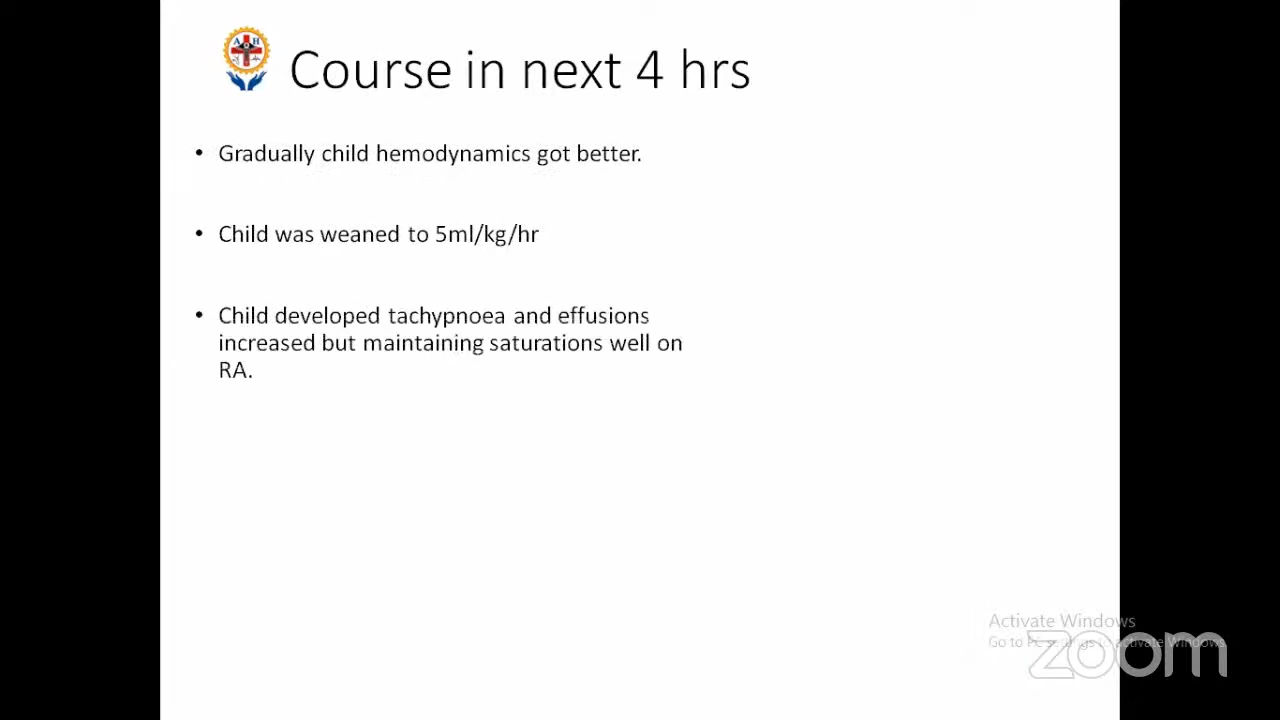 A H
Course in next 4 hrs
• Gradually child hemodynamics got better.
• Child was weaned to 5ml/kg/hr
• Child developed tachypnoea and effusions
increased but maintaining saturations well on
RA.
Activate Windows
Go to PC settings to activate Windows.
zoom